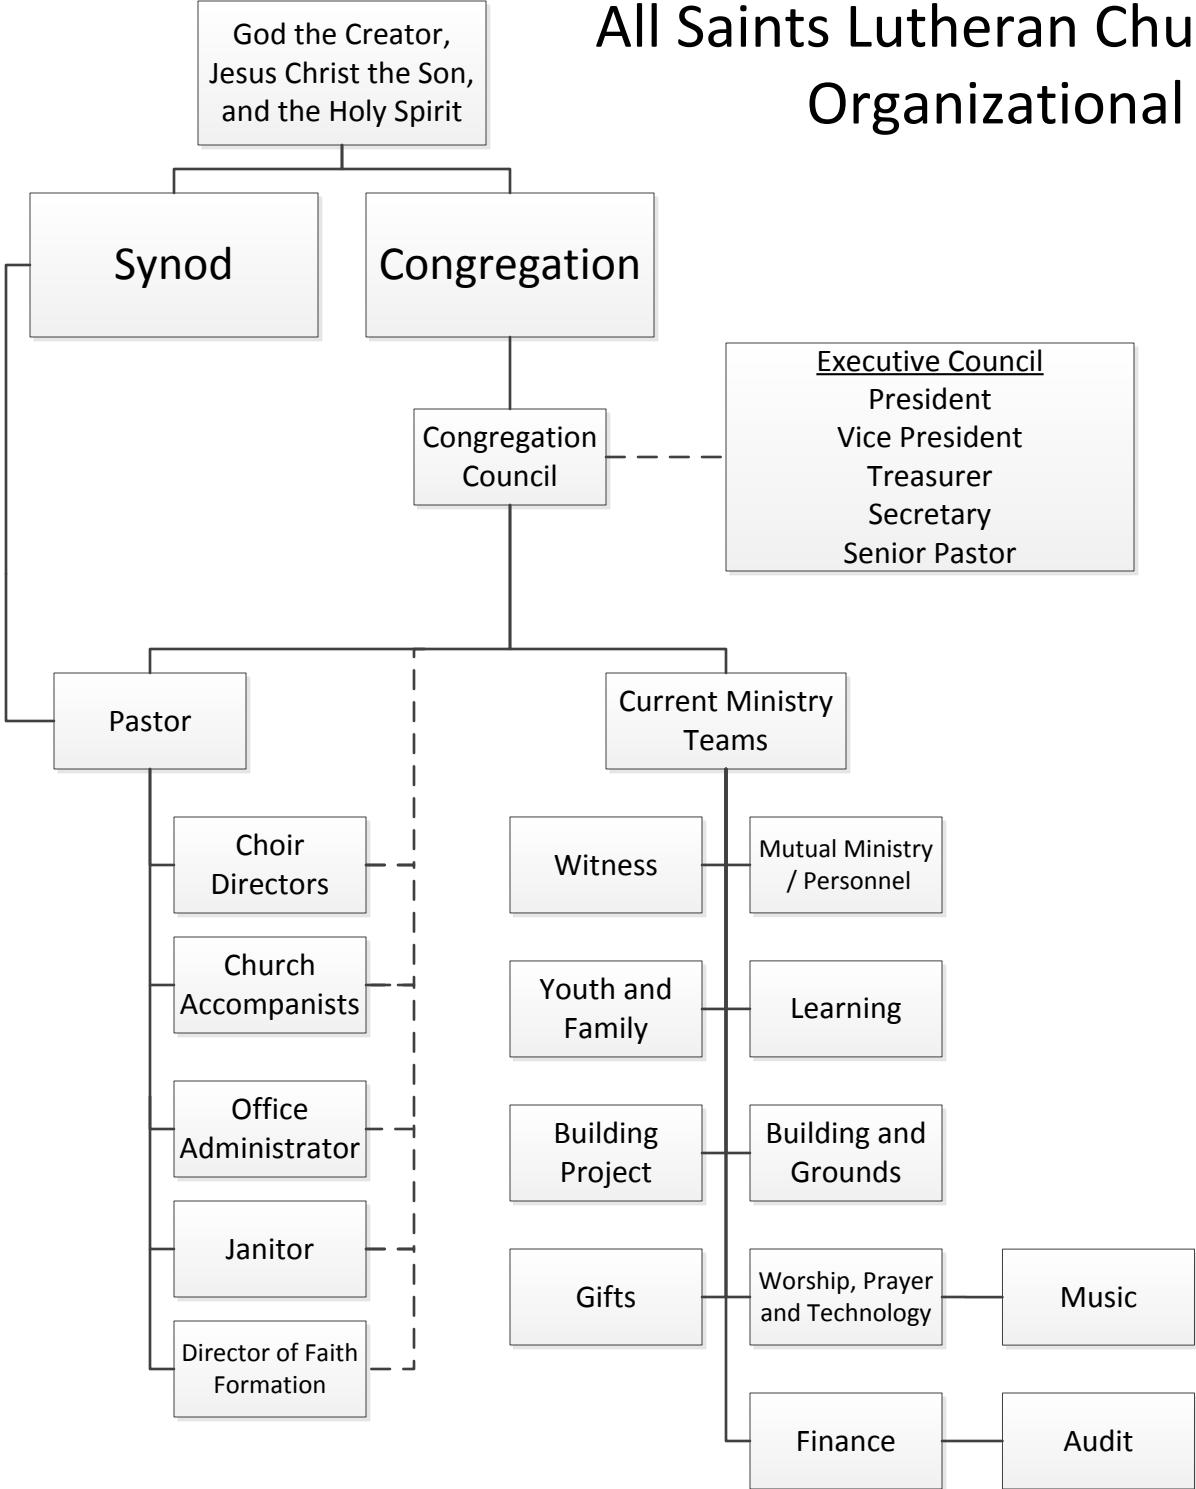 All Saints Lutheran Chu
Organizational
God the Creator,
Jesus Christ the Son,
and the Holy Spirit
Synod
Congregation
Executive Council
President
Vice President
Treasurer
Secretary
Senior Pastor
Congregation
Council
Pastor
Current Ministry
Teams
Choir
Directors
Church
Accompanists
Office
Administrator
Janitor
Director of Faith
Formation
Witness
Mutual Ministry
/ Personnel
Youth and
Family
Learning
Building
Project
Building and
Grounds
Gifts
Worship, Prayer
and Technology
Music
Finance
Audit